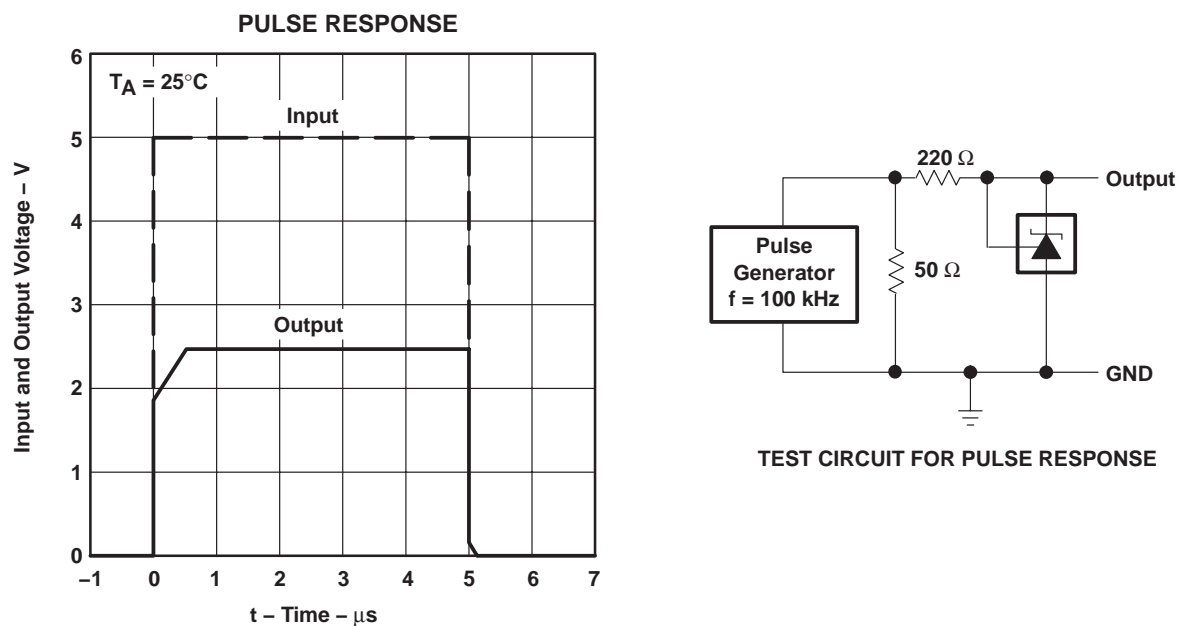 PULSE RESPONSE
6
5
4
3
2
1
0
Input and Output Voltage – V
TA = 25°C
Input
Output
–1 0 1 2 3 4 5 6 7
t – Time – μs
220 Ω
Output
Pulse
Generator
f = 100 kHz
50 Ω
GND
TEST CIRCUIT FOR PULSE RESPONSE